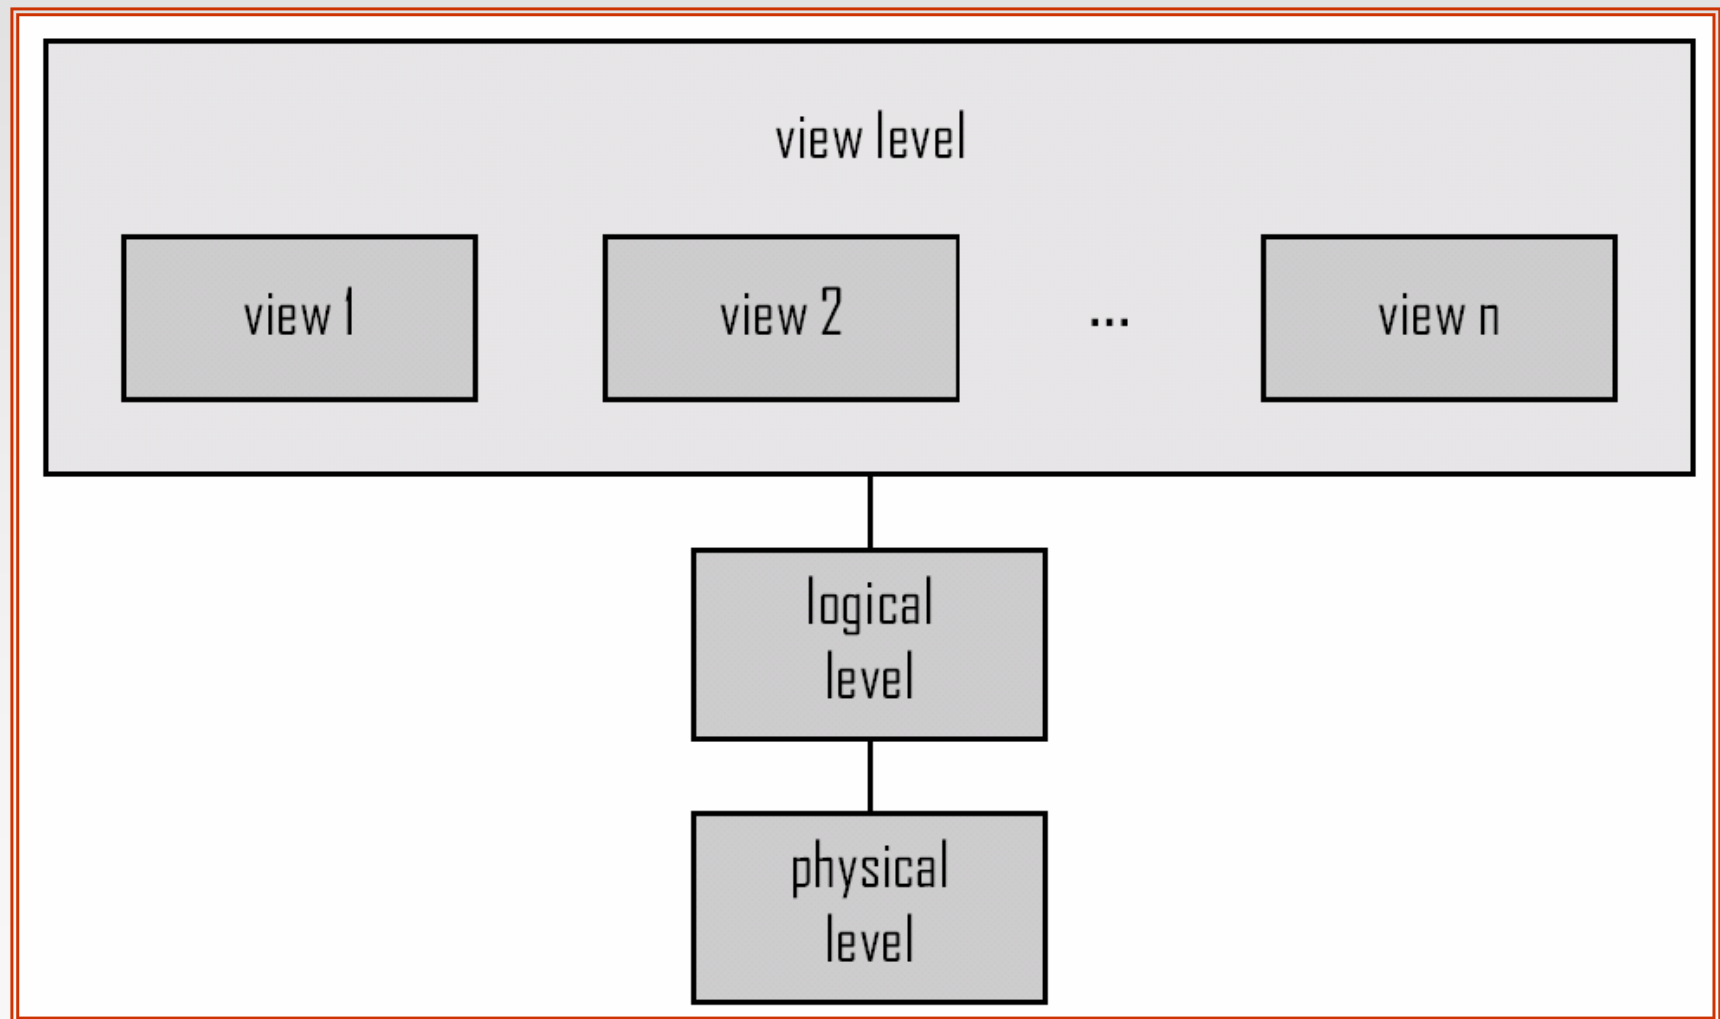 view level
view 1
view 2
...
view n
logical
level
physical
level